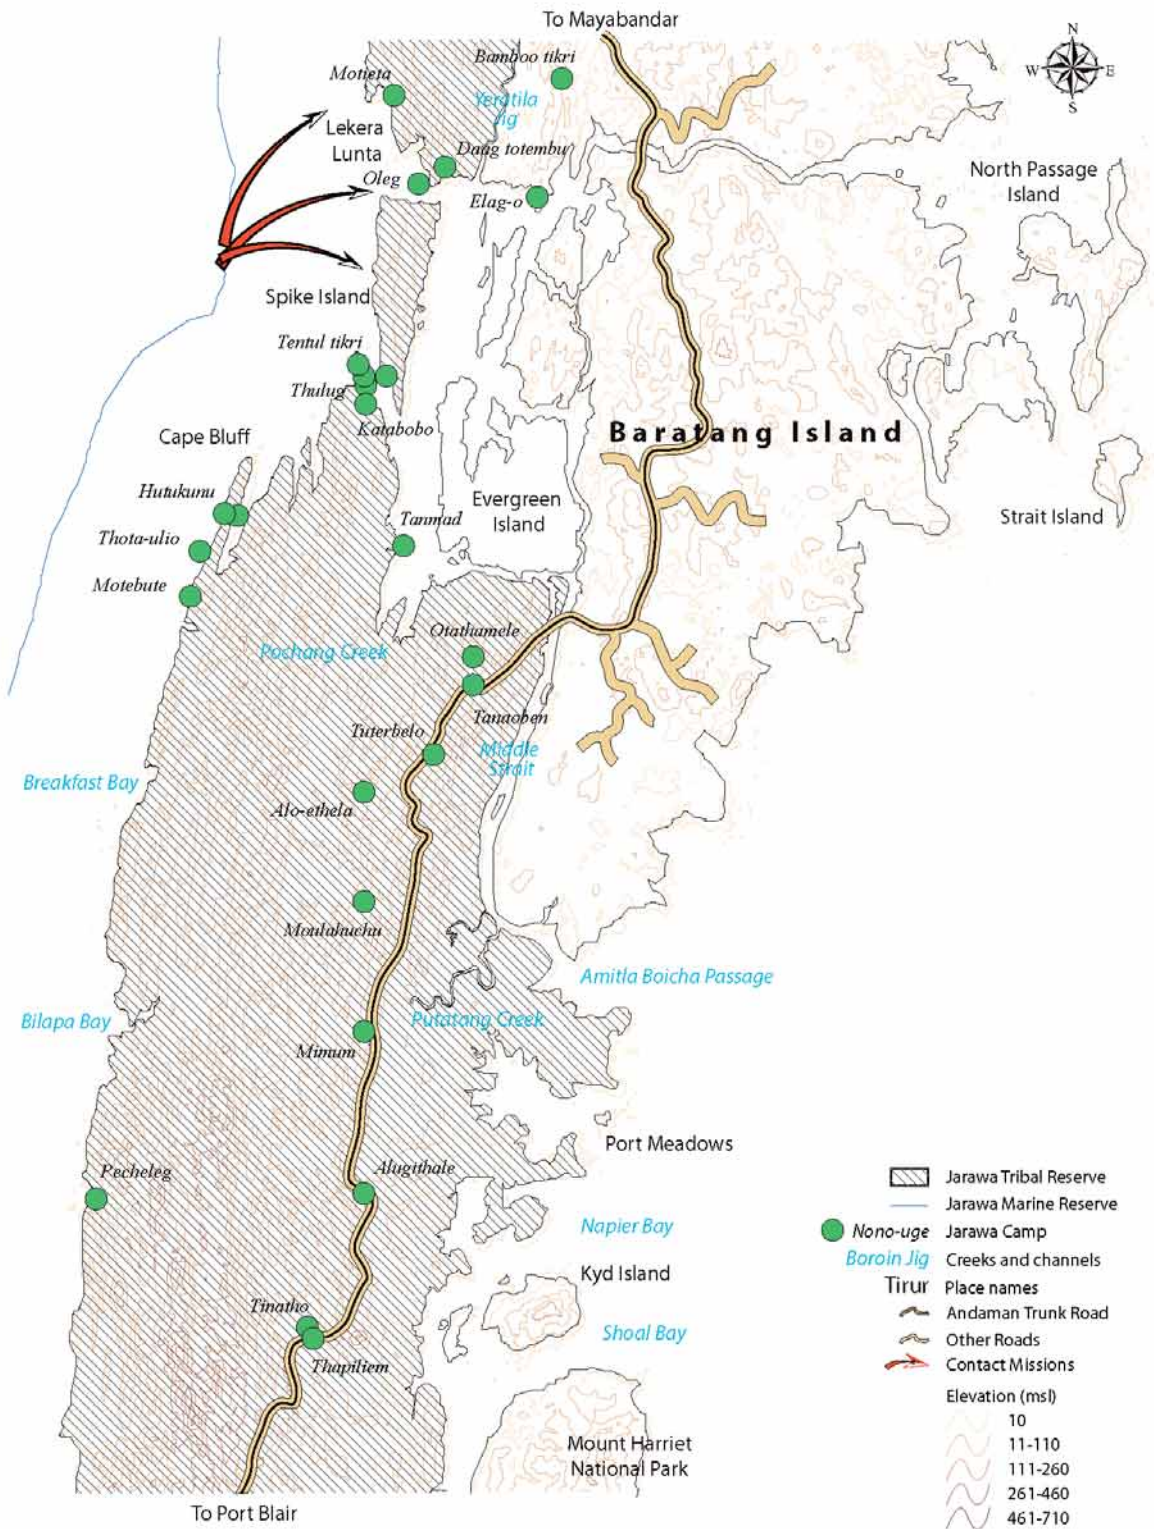 To Mayabandar
N
W
E
S
Bamboo tikri
Motieta
Yeratila
Jig
Lekera
Lunta
Daag totembu
Oleg
Elag-o
North Passage
Island
Spike Island
Tentul tikri
Thulug
Katabobo
Cape Bluff
Baratang Island
Hutukunu
Evergreen
Island
Tanmad
Strait Island
Thota-ulio
Motebute
Otathamele
Pochang Creek
Tanaoben
Tuterbelo
Middle
Strait
Breakfast Bay
Alo-ethela
Moulahuchu
Amitla Boicha Passage
Bilapa Bay
Putatang Creek
Mimum
Port Meadows
Pecheleg
Alugithale
Napier Bay
Kyd Island
Tinatho
Shoal Bay
Thapiliem
Mount Harriet
National Park
To Port Blair
Jarawa Tribal Reserve
Jarawa Marine Reserve
Nono-uge Jarawa Camp
Boroin Jig Creeks and channels
Tirur Place names
Andaman Trunk Road
Other Roads
Contact Missions
Elevation (msl)
10
11-110
111-260
261-460
461-710